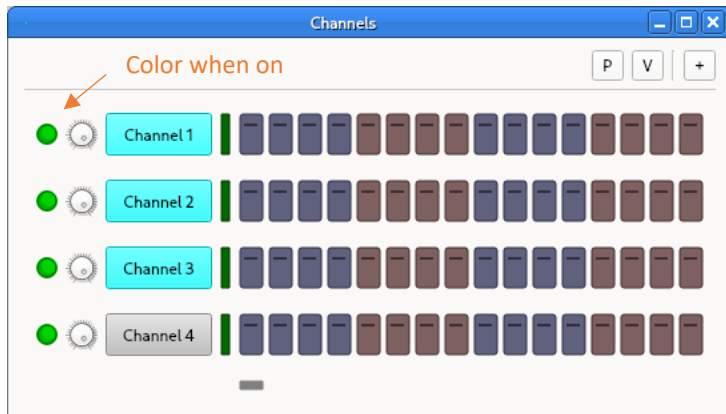 Channels
P V +
Color when on
Channel 1
Channel 2
Channel 3
Channel 4